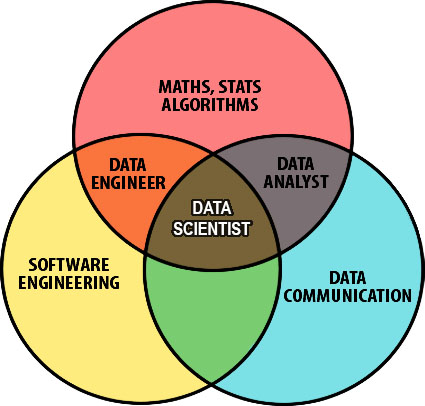 MATHS, STATS
ALGORITHMS
DATA
ENGINEER
DATA
ANALYST
DATA
SCIENTIST
SOFTWARE
ENGINEERING
DATA
COMMUNICATION